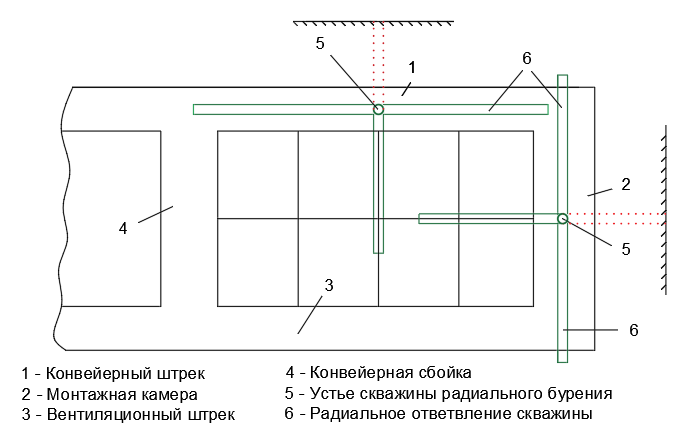 5
1
6
2
4
5
3
6
1 - Конвейерный штрек
2 - Монтажная камера
3 - Вентиляционный штрек
4 - Конвейерная сбойка
5 - Устье скважины радиального бурения
6 - Радиальное ответвление скважины